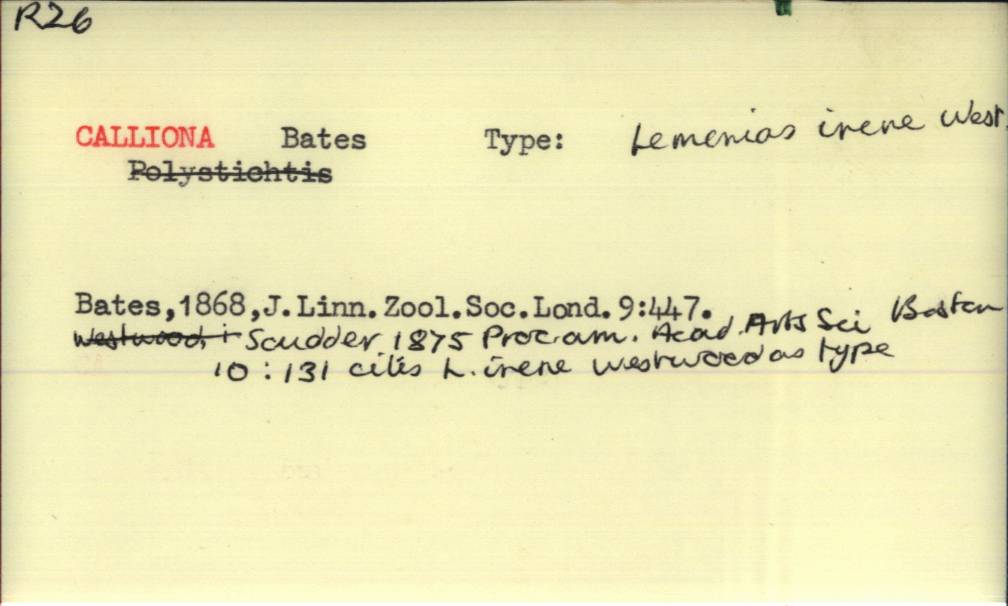 R26
CALLIONA Bates Type: Lemonias irene West
Polystichtis
Bates,1868,J.Linn.Zool.Soc.Lond.9:447.
Westwood, i Scudder 1875 Proc. am. Acad Arts Sci Boston
10 : 131 cites L. irene westwood as type